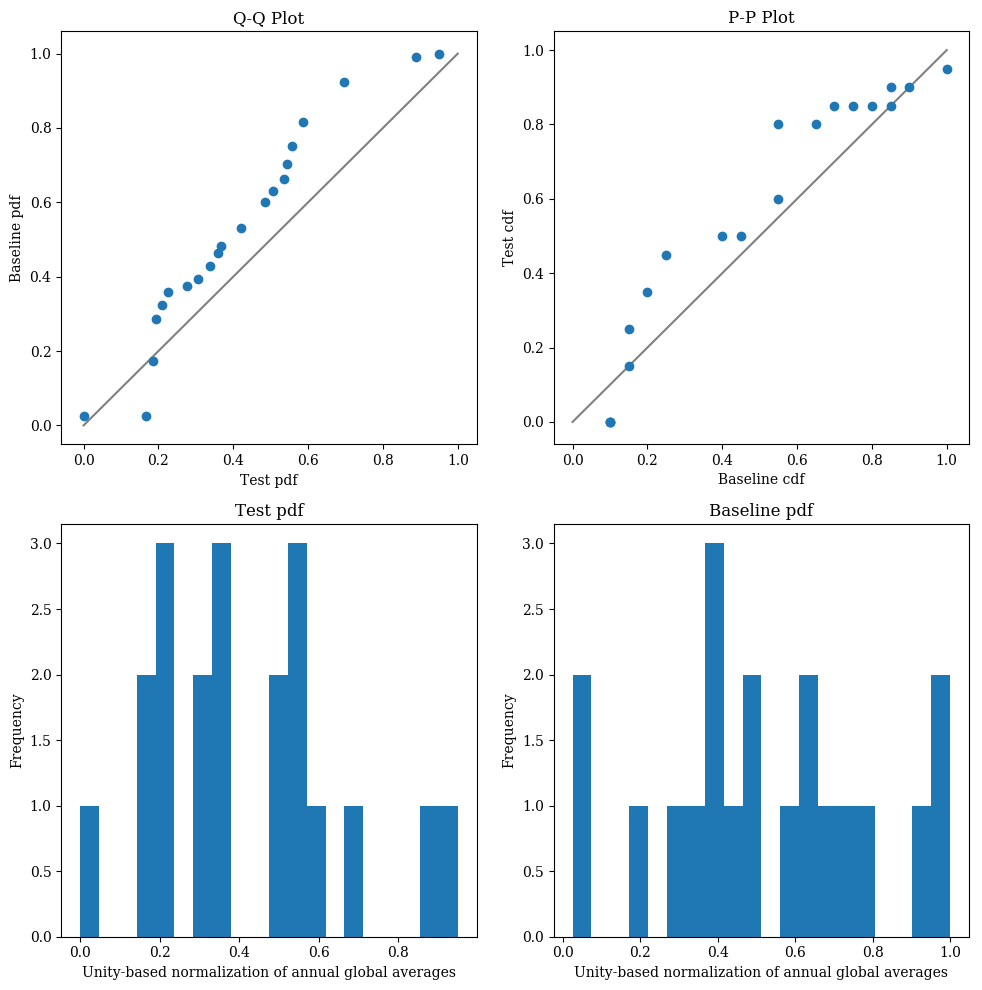 Q-Q Plot
1.0
0.8
0.6
0.4
0.2
0.0
Baseline pdf
0.0 0.2 0.4 0.6 0.8 1.0
Test pdf
P-P Plot
1.0
0.8
0.6
0.4
0.2
0.0
Test cdf
0.0 0.2 0.4 0.6 0.8 1.0
Baseline cdf
Test pdf
3.0
2.5
2.0
1.5
1.0
0.5
0.0
Frequency
0.0 0.2 0.4 0.6 0.8
Unity-based normalization of annual global averages
Baseline pdf
3.0
2.5
2.0
1.5
1.0
0.5
0.0
Frequency
0.0 0.2 0.4 0.6 0.8 1.0
Unity-based normalization of annual global averages